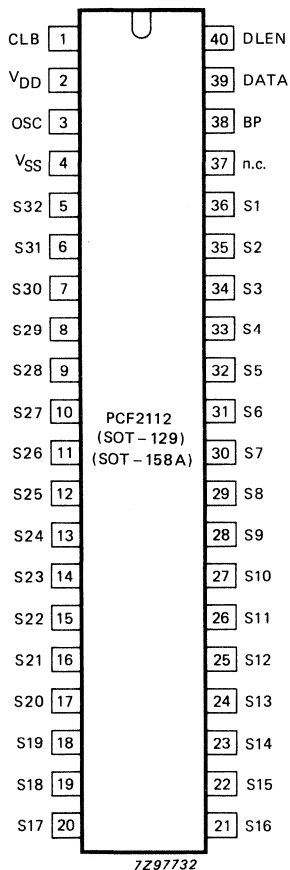 CLB 1 40 DLEN
VDD 2 39 DATA
OSC 3 38 BP
VSS 4 37 n.c.
S32 5 36 S1
S31 6 35 S2
S30 7 34 S3
S29 8 33 S4
S28 9 32 S5
S27 10 31 S6
PCF2112
(SOT-129)
(SOT-158A)
S26 11 30 S7
S25 12 29 S8
S24 13 28 S9
S23 14 27 S10
S22 15 26 S11
S21 16 25 S12
S20 17 24 S13
S19 18 23 S14
S18 19 22 S15
S17 20 21 S16
7Z97732